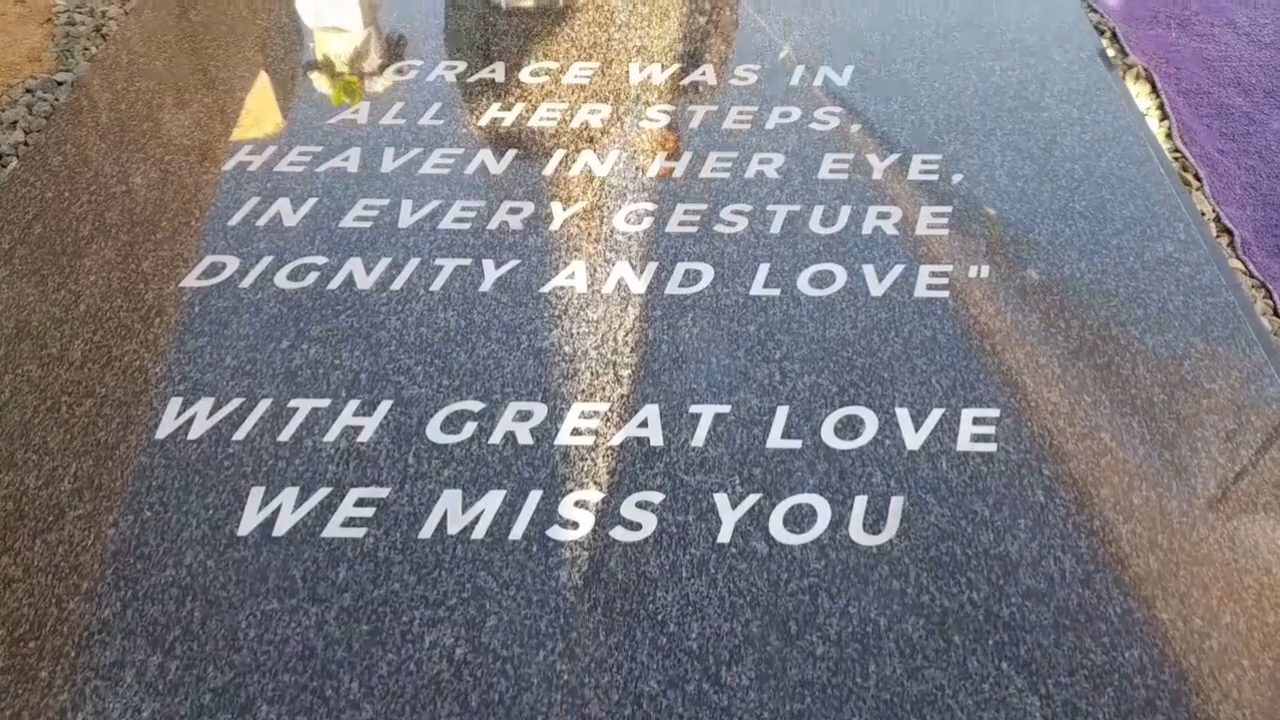 GRACE WAS IN
ALL HER STEPS,
HEAVEN IN HER EYE,
IN EVERY GESTURE
DIGNITY AND LOVE"
WITH GREAT LOVE
WE MISS YOU